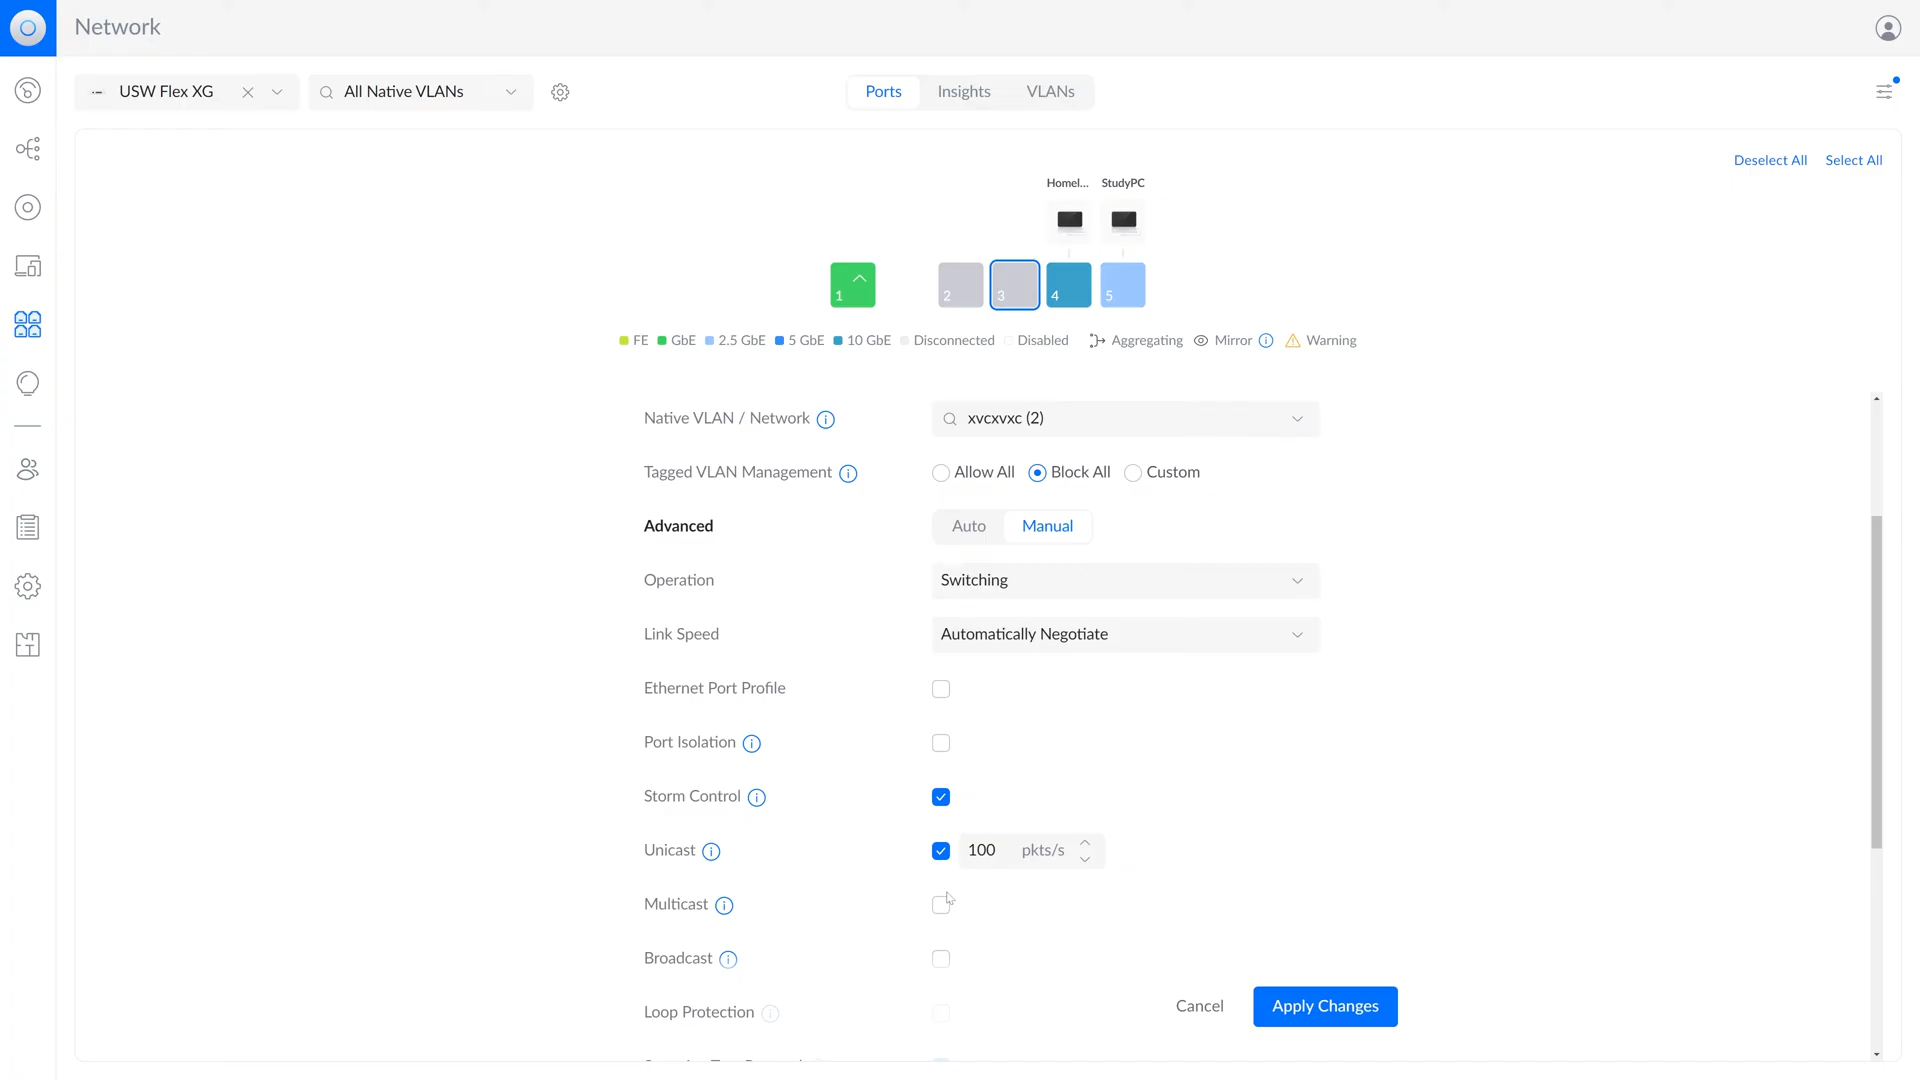 Network
USW Flex XG
All Native VLANs
Ports
Insights
VLANs
Deselect All
Select All
Homel...
StudyPC
1
2
3
4
5
FE
GbE
2.5 GbE
5 GbE
10 GbE
Disconnected
Disabled
Aggregating
Mirror
Warning
Native VLAN / Network
xvcxvxc (2)
Tagged VLAN Management
Allow All
Block All
Custom
Advanced
Auto
Manual
Operation
Switching
Link Speed
Automatically Negotiate
Ethernet Port Profile
Port Isolation
Storm Control
Unicast
100 pkts/s
Multicast
Broadcast
Loop Protection
Cancel
Apply Changes